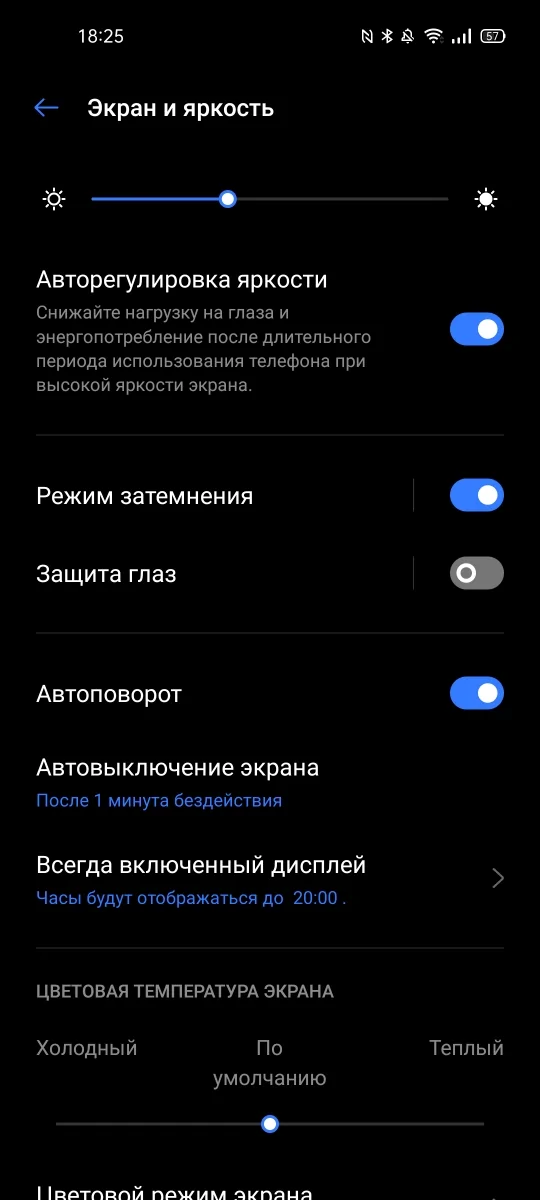 18:25
57
Экран и яркость
Авторегулировка яркости
Снижайте нагрузку на глаза и
энергопотребление после длительного
периода использования телефона при
высокой яркости экрана.
Режим затемнения
Защита глаз
Автоповорот
Автовыключение экрана
После 1 минута бездействия
Всегда включенный дисплей
Часы будут отображаться до  20:00 .
ЦВЕТОВАЯ ТЕМПЕРАТУРА ЭКРАНА
Холодный
По
умолчанию
Теплый
Цветовой режим экрана